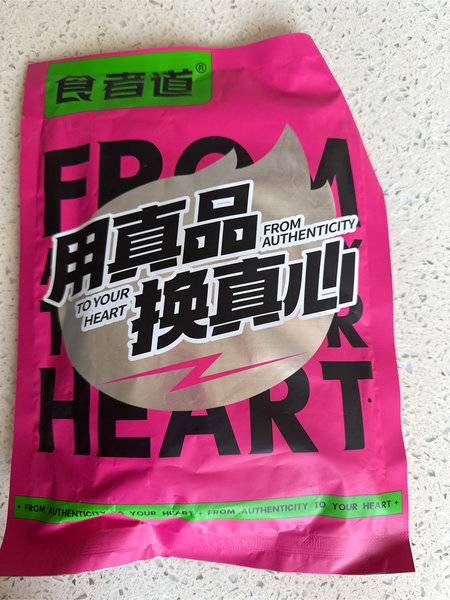 食者道®
FROM
用真品
FROM
AUTHENTICITY
TO YOUR
HEART
换真心
HEART
+ FROM AUTHENTICITY TO YOUR HEART + FROM AUTHENTICITY TO YOUR HEART +